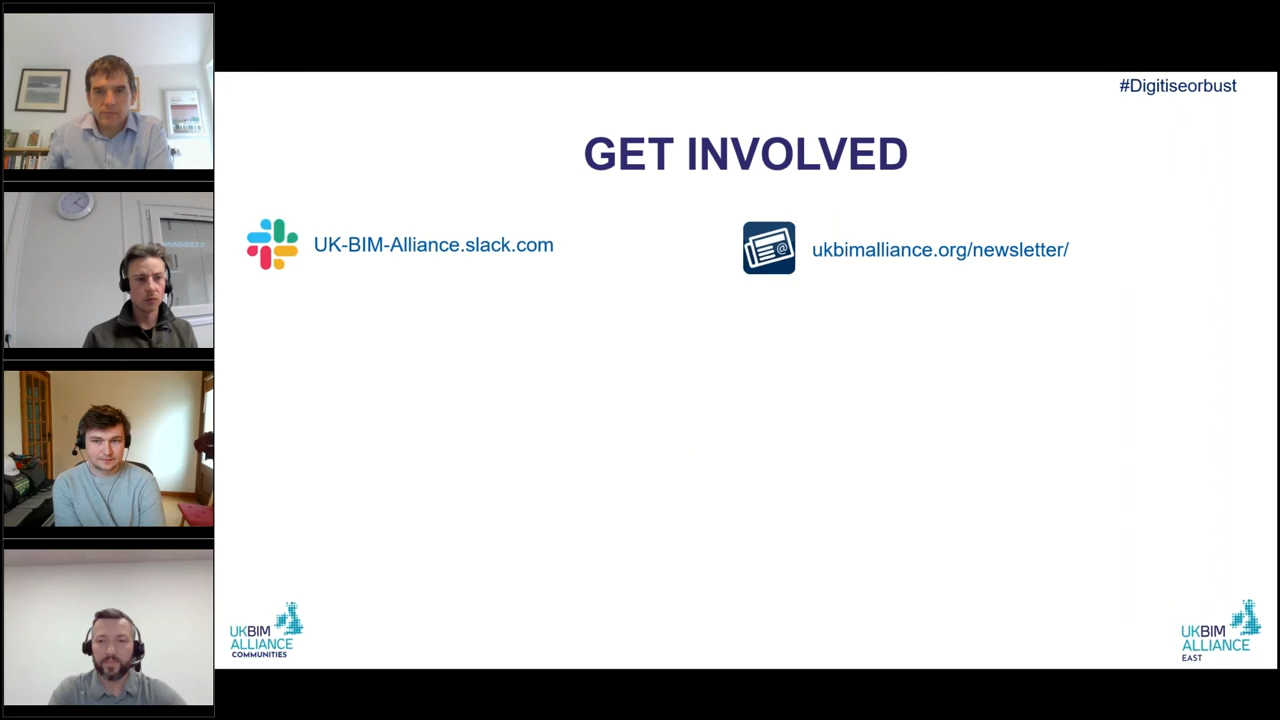 #Digitiseorbust
GET INVOLVED
UK-BIM-Alliance.slack.com
ukbimalliance.org/newsletter/
UKBIM
ALLIANCE
COMMUNITIES
UKBIM
ALLIANCE
EAST